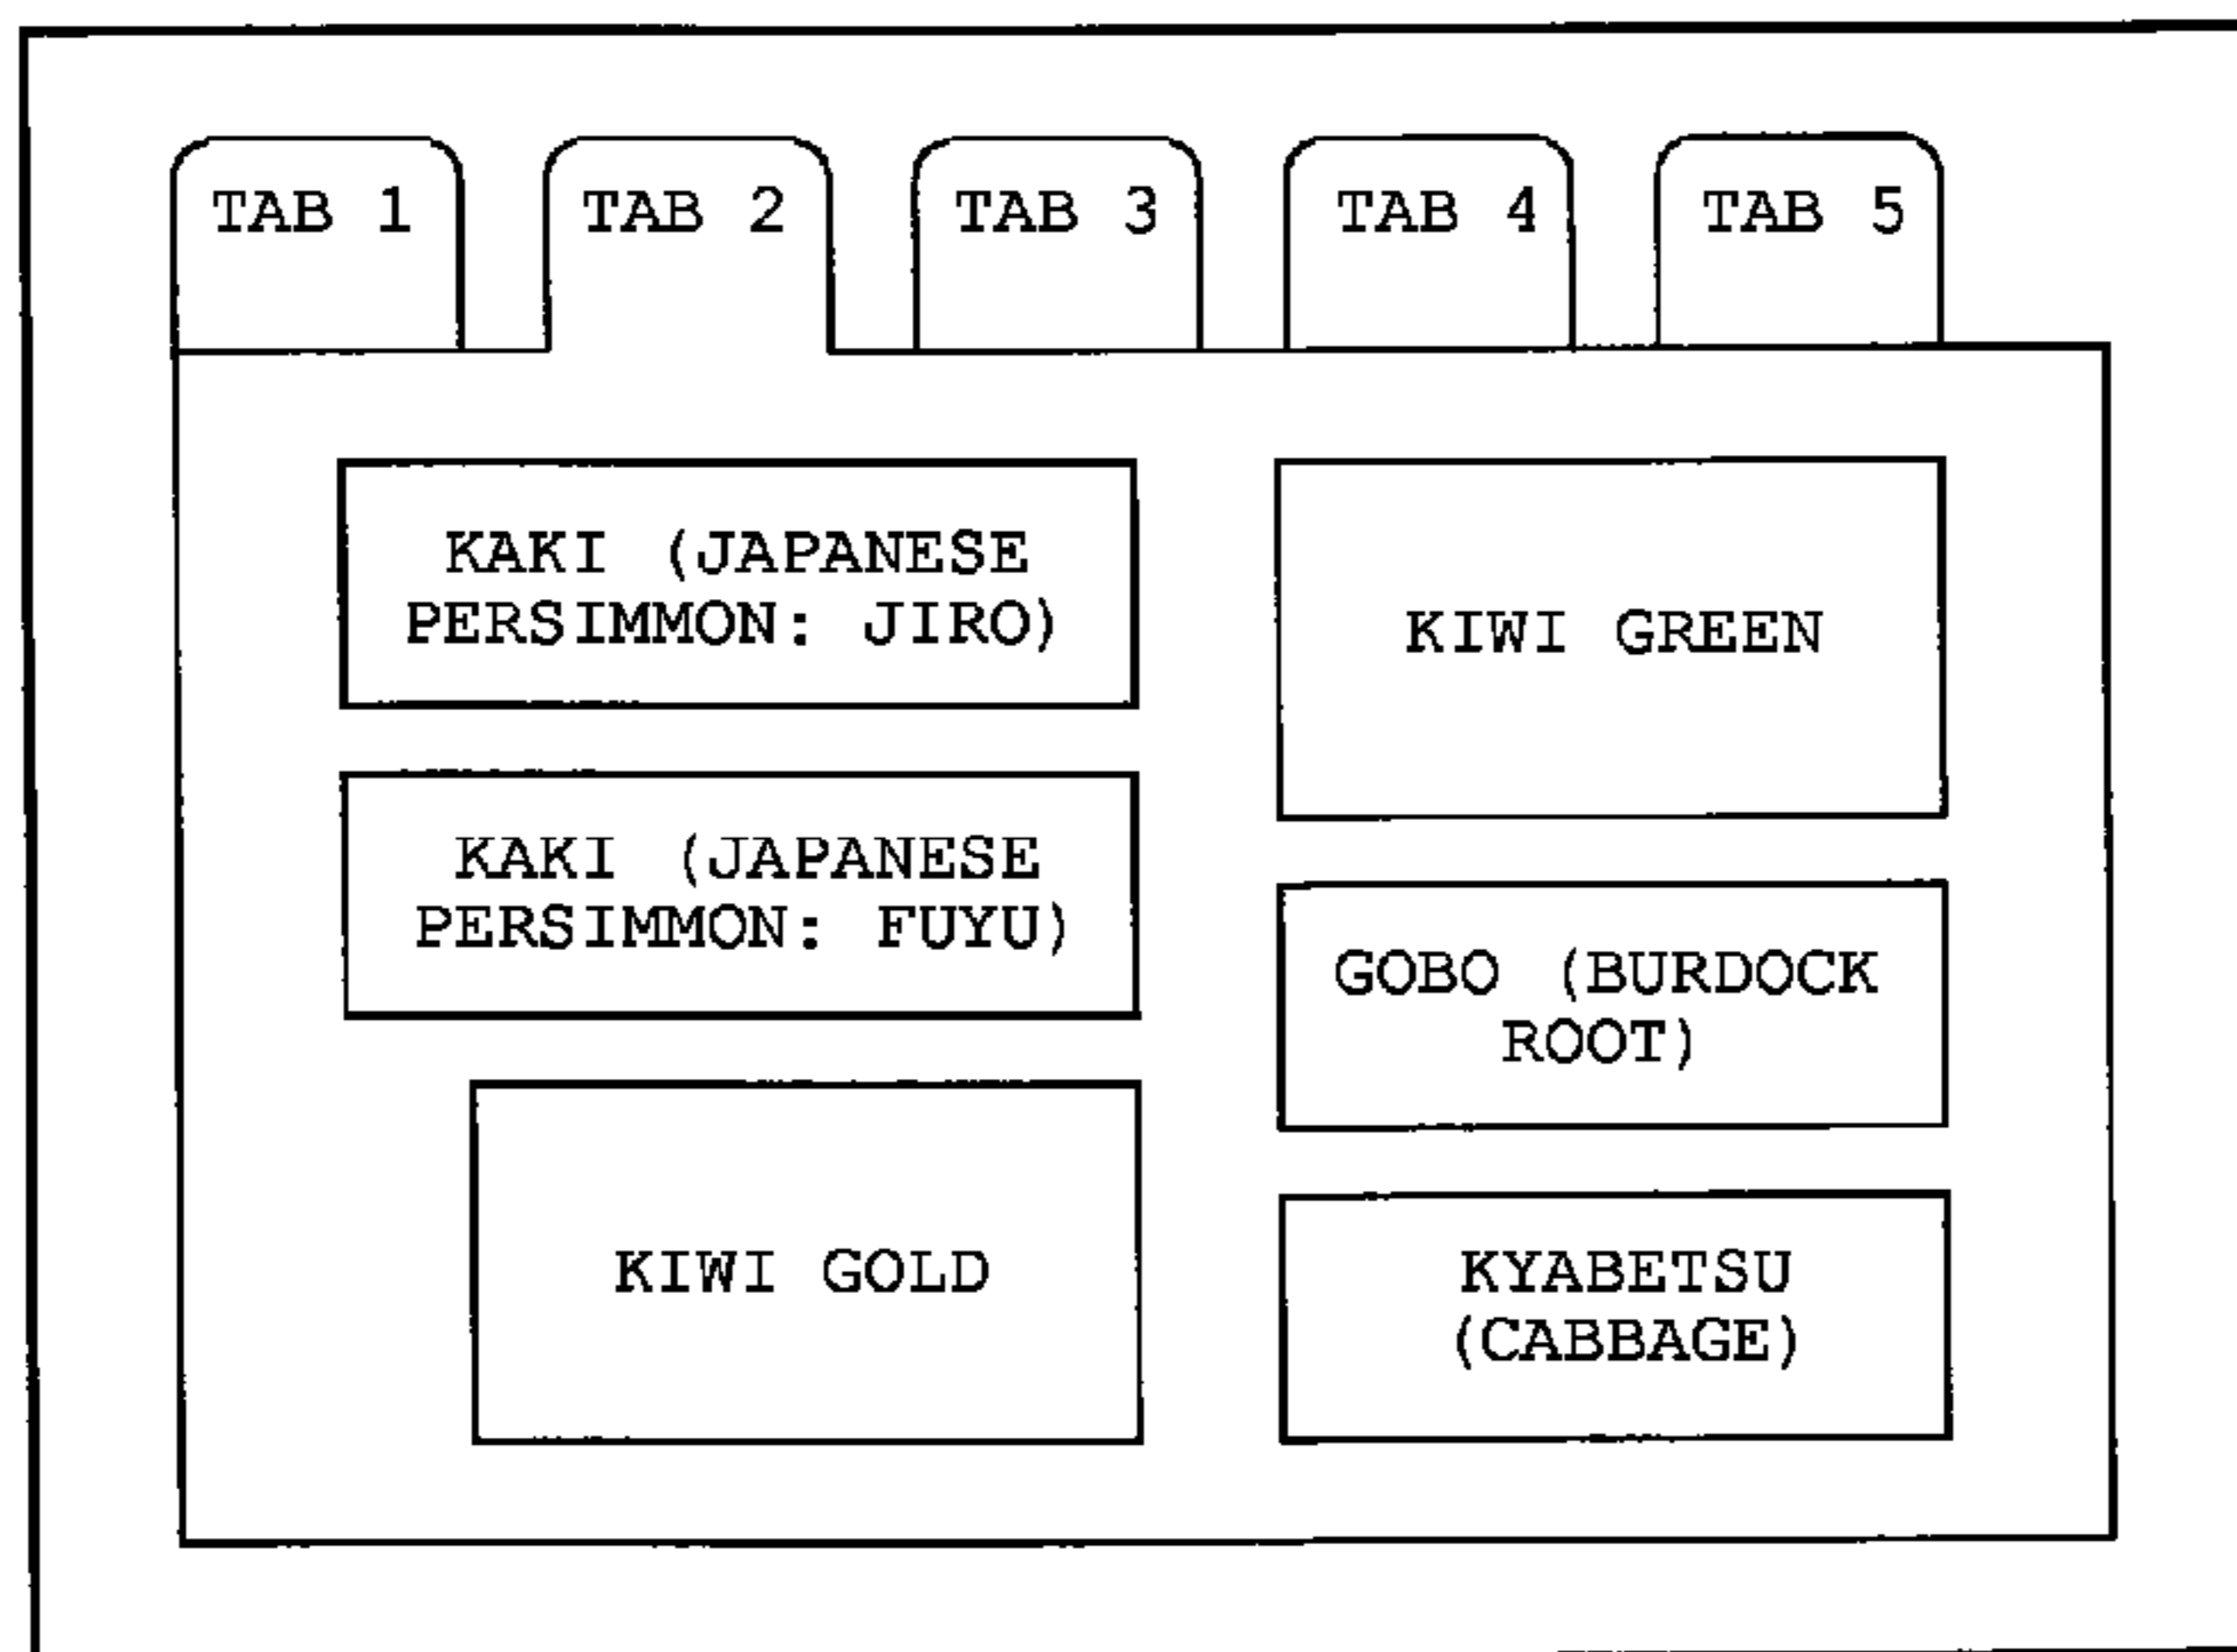 TAB 1
TAB 2
TAB 3
TAB 4
TAB 5
KAKI (JAPANESE
PERSIMMON: JIRO)
KAKI (JAPANESE
PERSIMMON: FUYU)
KIWI GOLD
KIWI GREEN
GOBO (BURDOCK
ROOT)
KYABETSU
(CABBAGE)